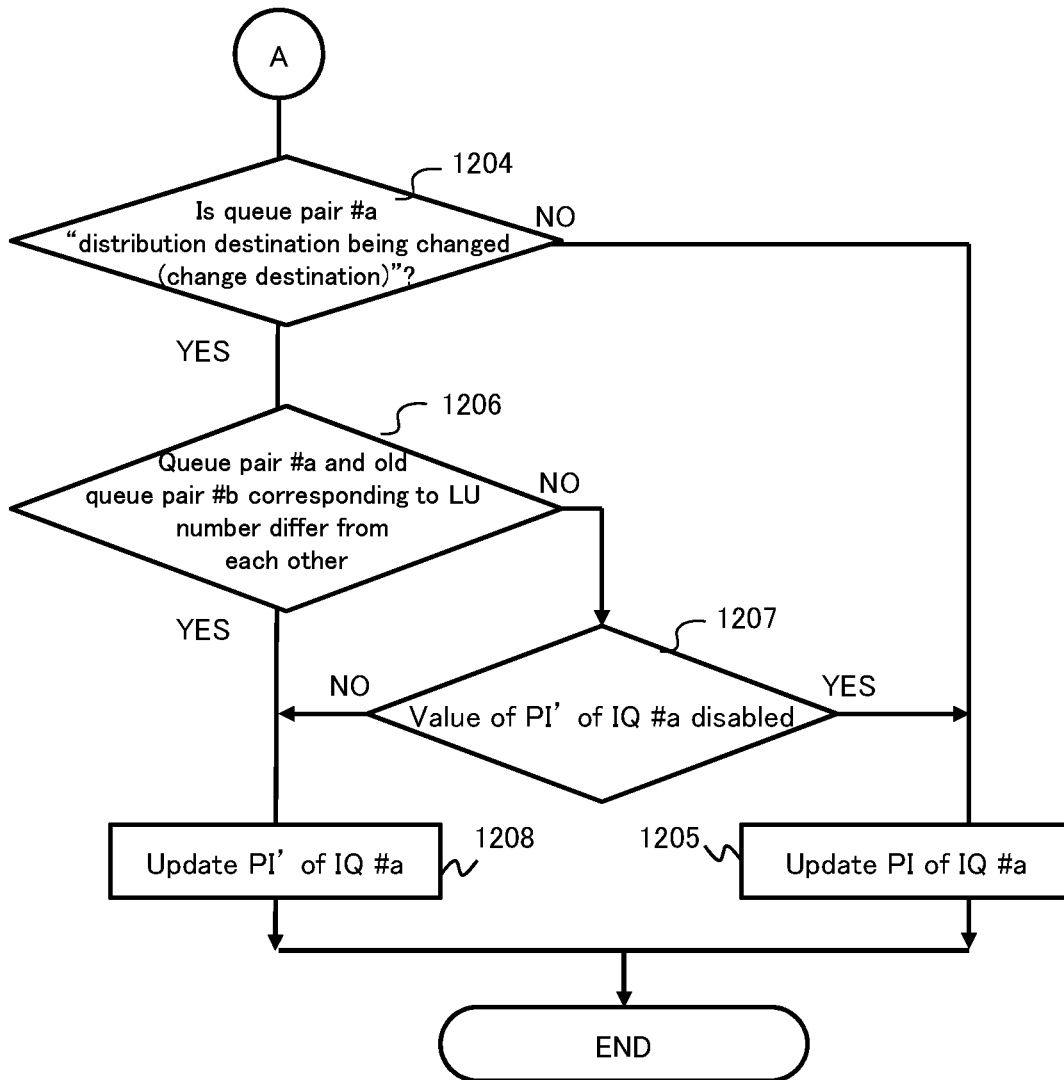 A
1204
Is queue pair #a
“distribution destination being changed
(change destination)”?
NO
YES
1206
Queue pair #a and old
queue pair #b corresponding to LU
number differ from
each other
NO
YES
1207
Value of PI’ of IQ #a disabled
NO
YES
Update PI’ of IQ #a
1208
1205
Update PI of IQ #a
END